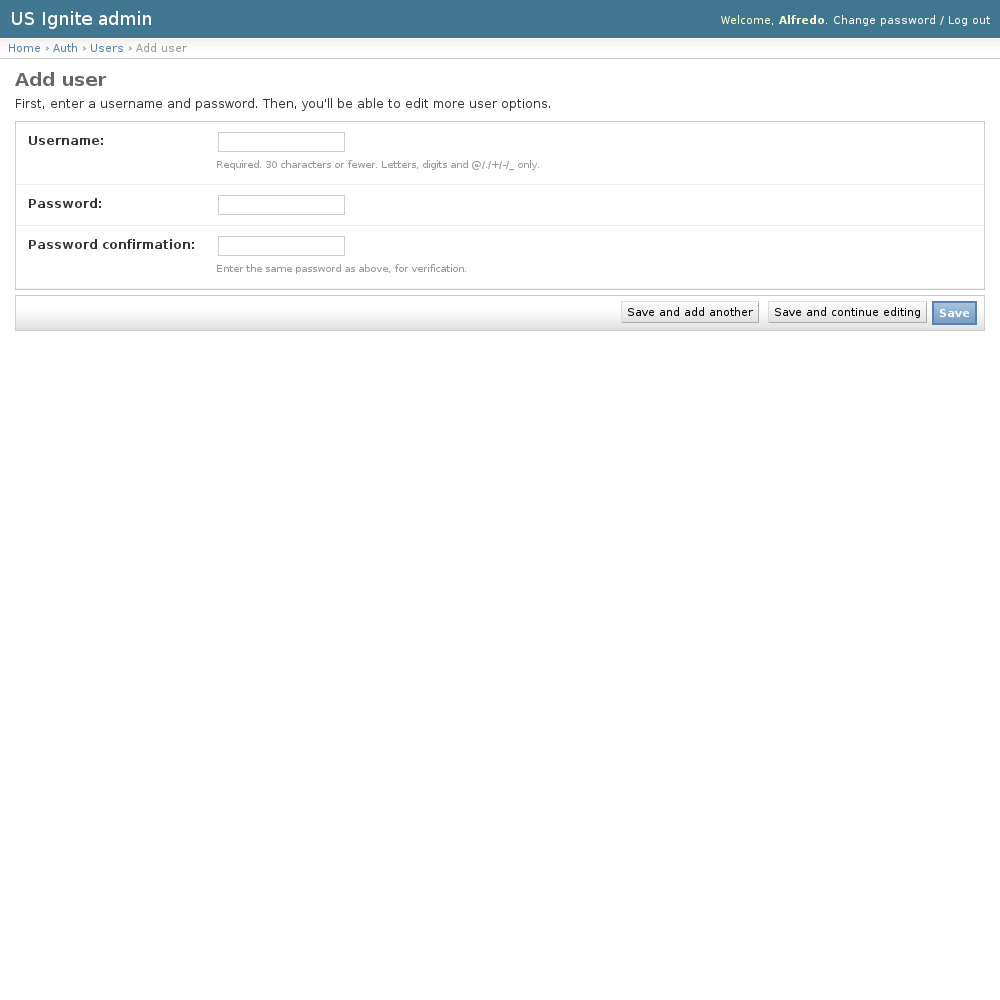 US Ignite admin
Welcome, Alfredo. Change password / Log out
Home › Auth › Users › Add user
Add user
First, enter a username and password. Then, you'll be able to edit more user options.
Username:
Required. 30 characters or fewer. Letters, digits and @/./+/-/_ only.
Password:
Password confirmation:
Enter the same password as above, for verification.
Save and add another Save and continue editing Save